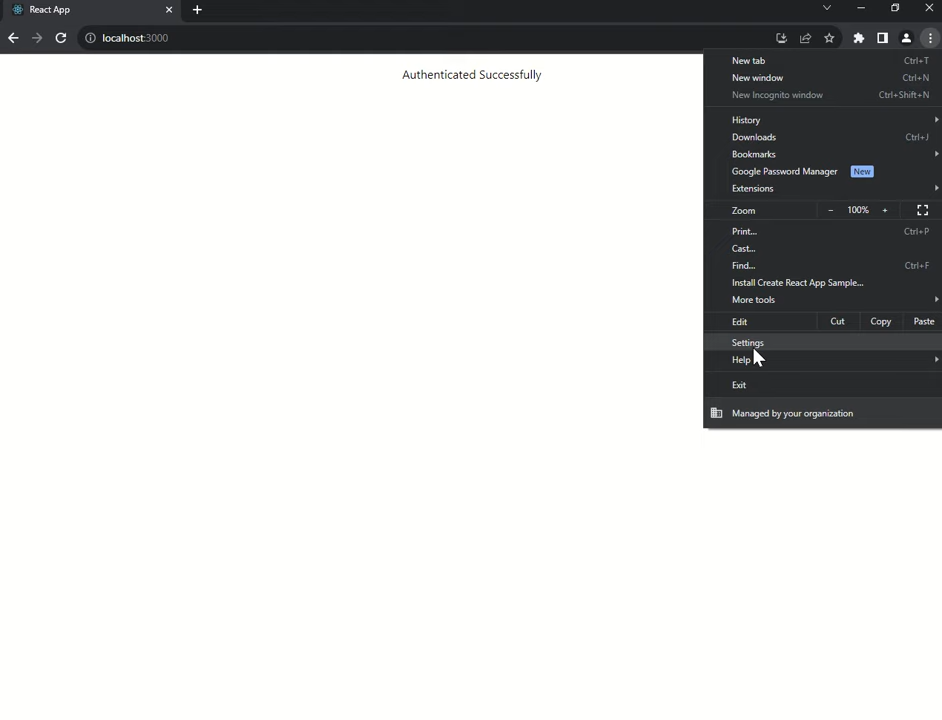 React App
localhost:3000
Authenticated Successfully
New tab Ctrl+T
New window Ctrl+N
New Incognito window Ctrl+Shift+N
History
Downloads Ctrl+J
Bookmarks
Google Password Manager New
Extensions
Zoom - 100% +
Print... Ctrl+P
Cast...
Find... Ctrl+F
Install Create React App Sample...
More tools
Edit Cut Copy Paste
Settings
Help
Exit
Managed by your organization